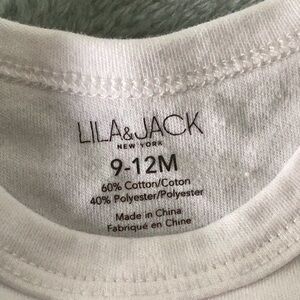 LILA&JACK
NEW YORK
9-12M
60% Cotton/Coton
40% Polyester/Polyester
Made in China
Fabriqué en Chine